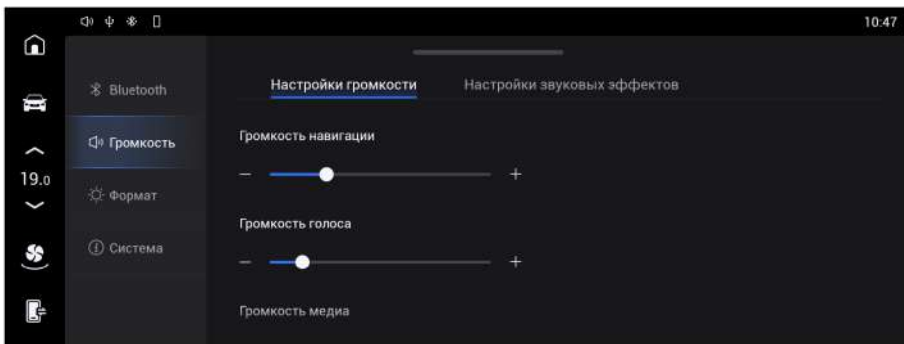 10:47
Bluetooth
Громкость
Формат
Система
19.0
Настройки громкости
Настройки звуковых эффектов
Громкость навигации
Громкость голоса
Громкость медиа